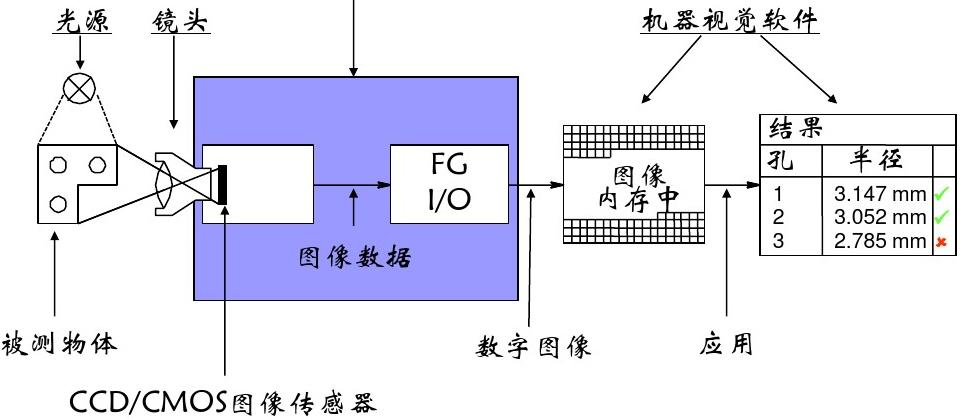 光源
镜头
机器视觉软件
结果
孔 半径
1 3.147 mm ✓
2 3.052 mm ✓
3 2.785 mm ✗
FG
I/O
图像
内存中
图像数据
被测物体
数字图像
应用
CCD/CMOS图像传感器